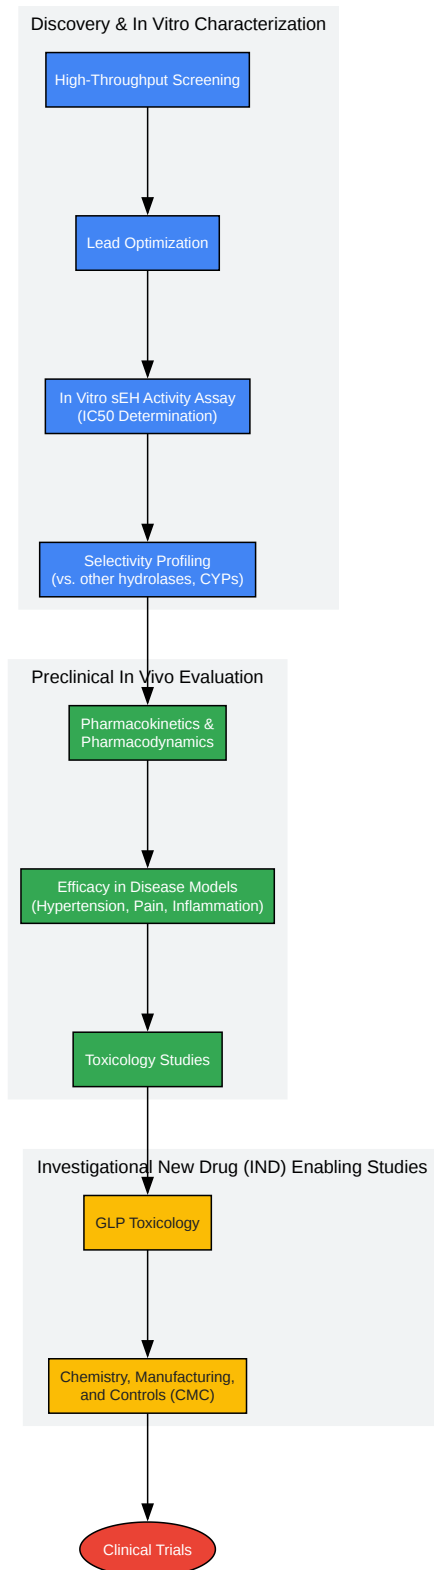 Discovery & In Vitro Characterization
High-Throughput Screening
Lead Optimization
In Vitro sEH Activity Assay
(IC50 Determination)
Selectivity Profiling
(vs. other hydrolases, CYPs)
Preclinical In Vivo Evaluation
Pharmacokinetics &
Pharmacodynamics
Efficacy in Disease Models
(Hypertension, Pain, Inflammation)
Toxicology Studies
Investigational New Drug (IND) Enabling Studies
GLP Toxicology
Chemistry, Manufacturing,
and Controls (CMC)
Clinical Trials